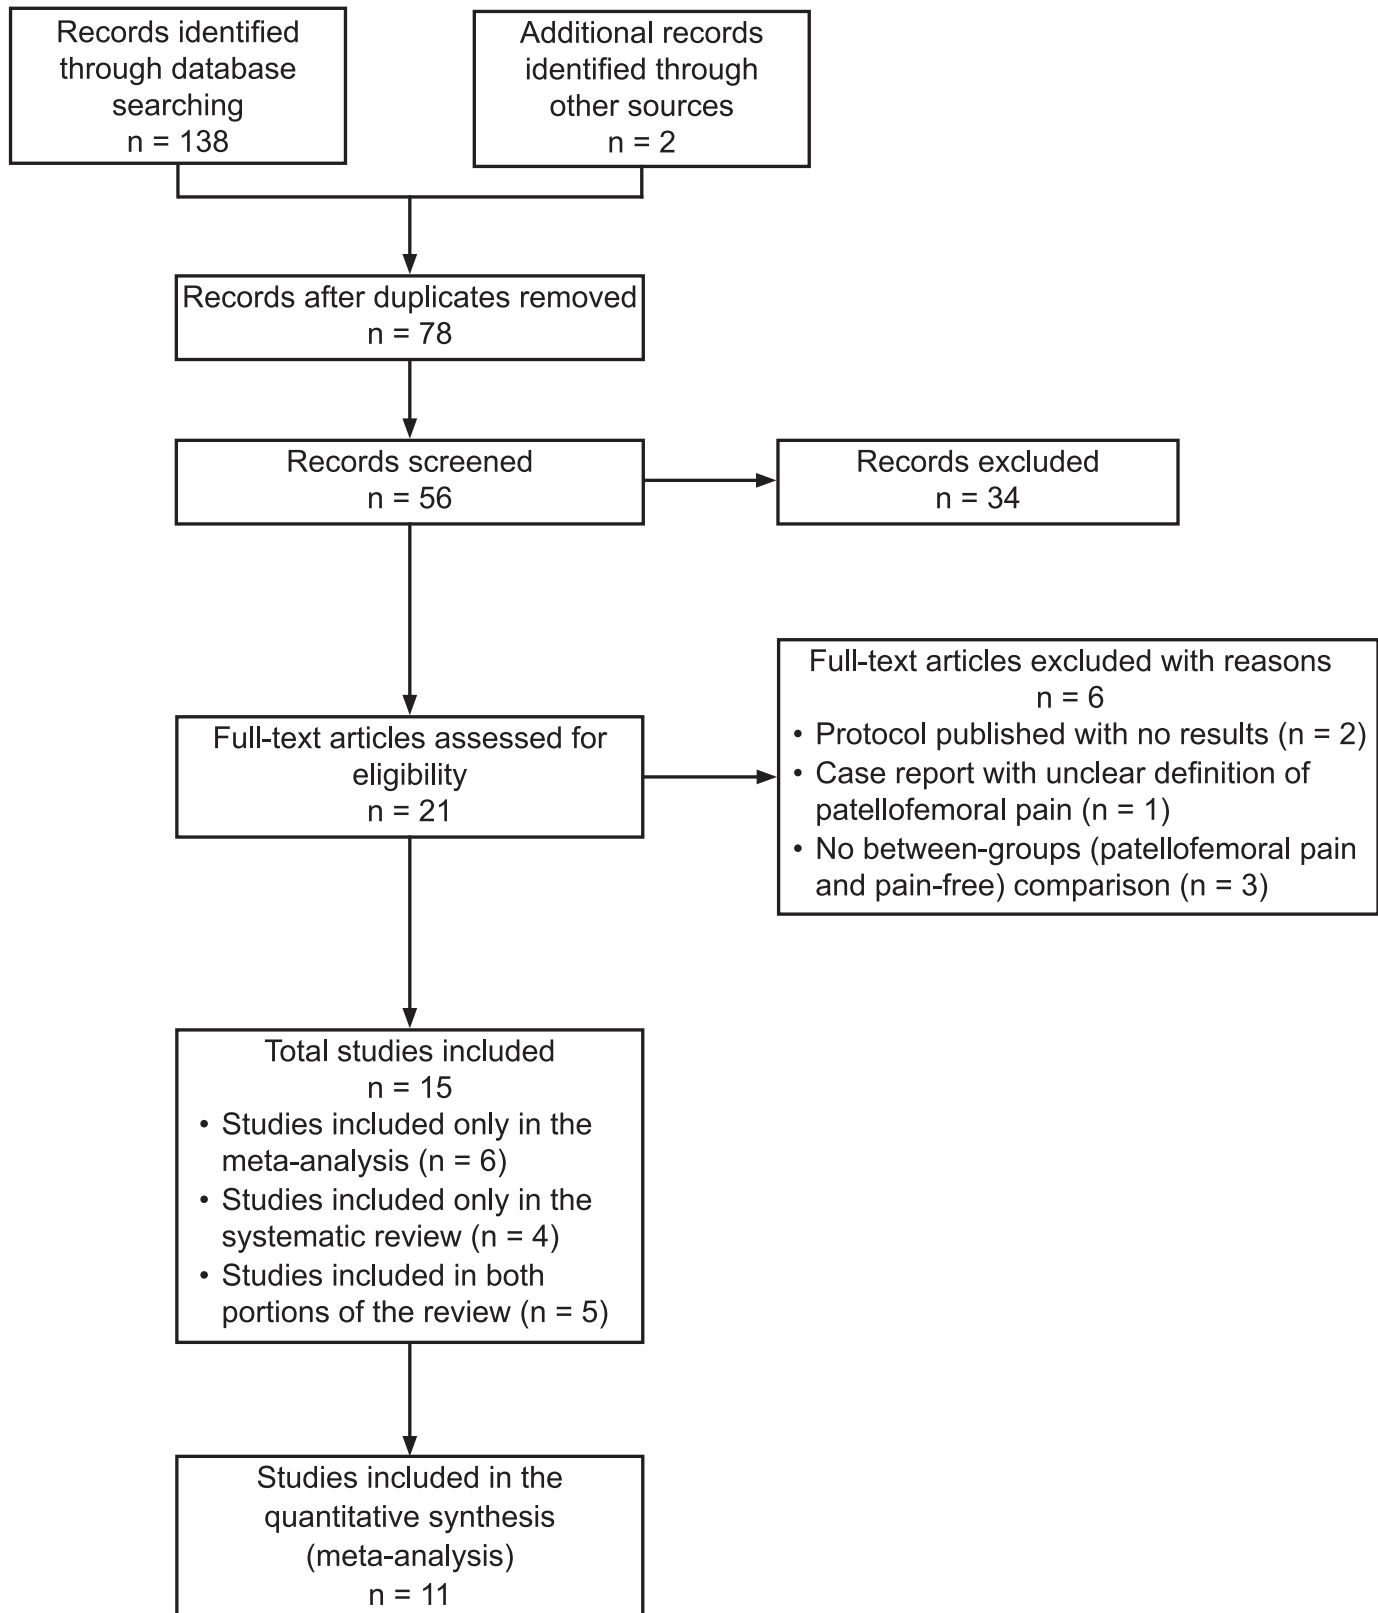 Records identified
through database
searching
n = 138
Additional records
identified through
other sources
n = 2
Records after duplicates removed
n = 78
Records screened
n = 56
Records excluded
n = 34
Full-text articles assessed for
eligibility
n = 21
Full-text articles excluded with reasons
n = 6
• Protocol published with no results (n = 2)
• Case report with unclear definition of
patellofemoral pain (n = 1)
• No between-groups (patellofemoral pain
and pain-free) comparison (n = 3)
Total studies included
n = 15
• Studies included only in the
meta-analysis (n = 6)
• Studies included only in the
systematic review (n = 4)
• Studies included in both
portions of the review (n = 5)
Studies included in the
quantitative synthesis
(meta-analysis)
n = 11